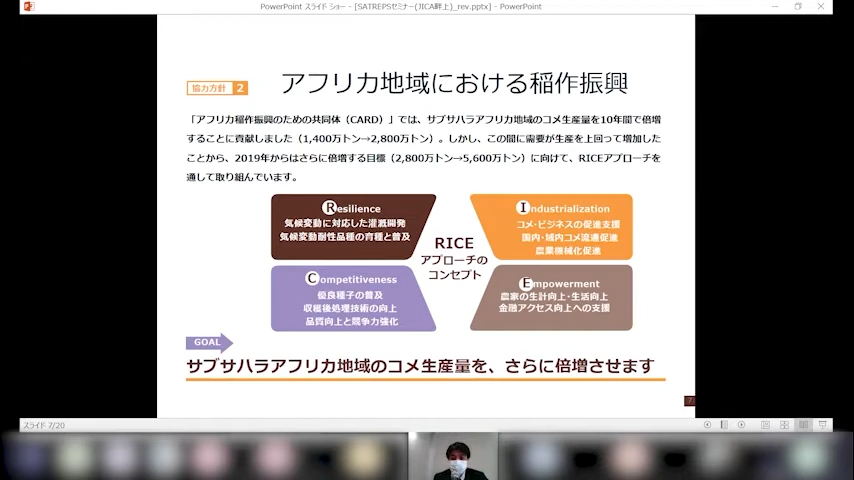 PowerPoint スライド ショー - [SATREPSセミナー(JICA畔上)_rev.pptx] - PowerPoint
協力方針 2
アフリカ地域における稲作振興
「アフリカ稲作振興のための共同体（CARD）」では、サブサハラアフリカ地域のコメ生産量を10年間で倍増
することに貢献しました（1,400万トン→2,800万トン）。しかし、この間に需要が生産を上回って増加した
ことから、2019年からはさらに倍増する目標（2,800万トン→5,600万トン）に向けて、RICEアプローチを
通して取り組んでいます。
Resilience
気候変動に対応した灌漑開発
気候変動耐性品種の育種と普及
Industrialization
コメ・ビジネスの促進支援
国内・域内コメ流通促進
農業機械化促進
RICE
アプローチの
コンセプト
Competitiveness
優良種子の普及
収穫後処理技術の向上
品質向上と競争力強化
Empowerment
農家の生計向上・生活向上
金融アクセス向上への支援
GOAL
サブサハラアフリカ地域のコメ生産量を、さらに倍増させます
7
スライド 7/20